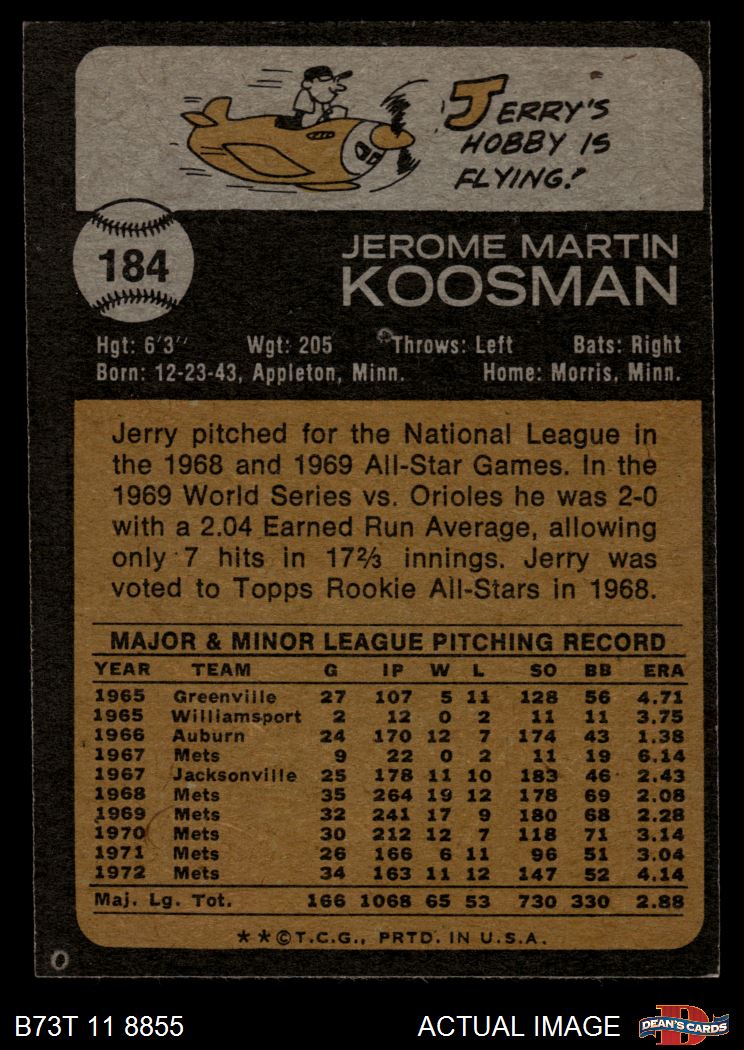 JERRY'S
HOBBY IS
FLYING!
184
JEROME MARTIN
KOOSMAN
Hgt: 6'3" Wgt: 205 Throws: Left Bats: Right
Born: 12-23-43, Appleton, Minn. Home: Morris, Minn.
Jerry pitched for the National League in
the 1968 and 1969 All-Star Games. In the
1969 World Series vs. Orioles he was 2-0
with a 2.04 Earned Run Average, allowing
only 7 hits in 17⅔ innings. Jerry was
voted to Topps Rookie All-Stars in 1968.
MAJOR & MINOR LEAGUE PITCHING RECORD
YEAR TEAM G IP W L SO BB ERA
1965 Greenville 27 107 5 11 128 56 4.71
1965 Williamsport 2 12 0 2 11 11 3.75
1966 Auburn 24 170 12 7 174 43 1.38
1967 Mets 9 22 0 2 11 19 6.14
1967 Jacksonville 25 178 11 10 183 46 2.43
1968 Mets 35 264 19 12 178 69 2.08
1969 Mets 32 241 17 9 180 68 2.28
1970 Mets 30 212 12 7 118 71 3.14
1971 Mets 26 166 6 11 96 51 3.04
1972 Mets 34 163 11 12 147 52 4.14
Maj. Lg. Tot. 166 1068 65 53 730 330 2.88
**©T.C.G., PRTD. IN U.S.A.
O
B73T 11 8855 ACTUAL IMAGE DEAN'S CARDS